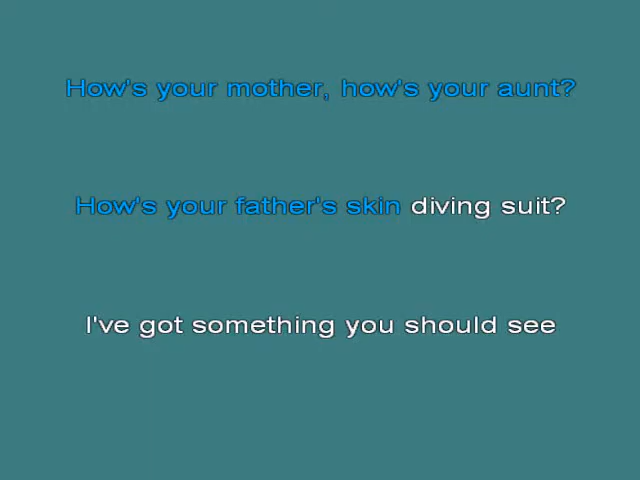 How's your mother, how's your aunt?
How's your father's skin diving suit?
I've got something you should see